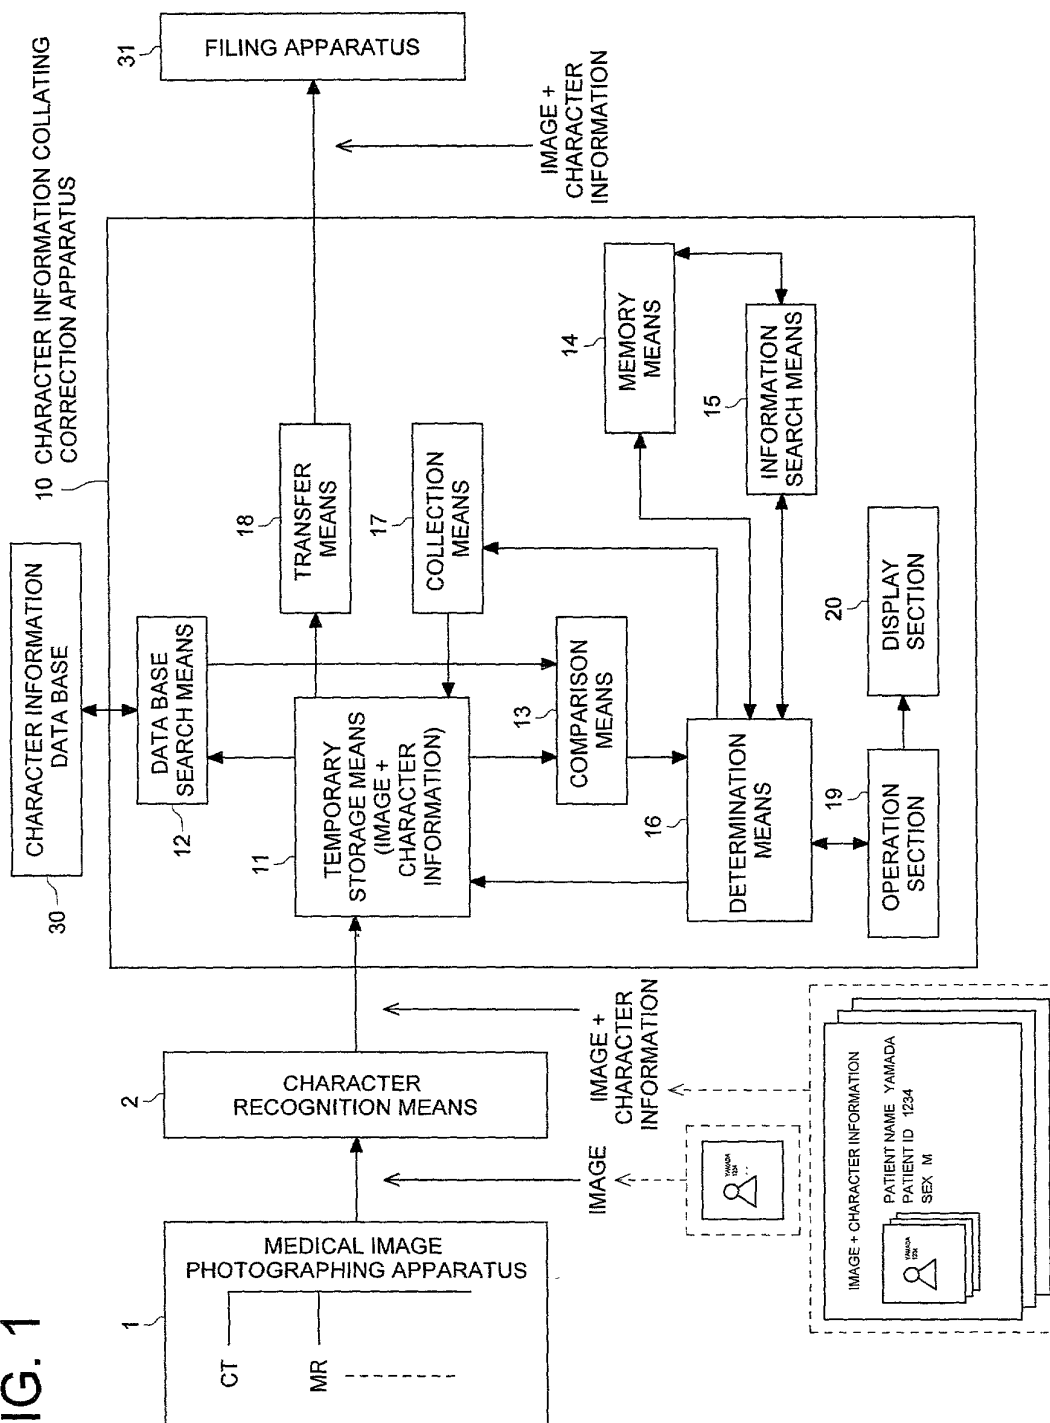 IG. 1
1
MEDICAL IMAGE
PHOTOGRAPHING APPARATUS
CT
MR
IMAGE
YAMADA
1234
2
CHARACTER
RECOGNITION MEANS
IMAGE +
CHARACTER
INFORMATION
IMAGE + CHARACTER INFORMATION
PATIENT NAME YAMADA
PATIENT ID 1234
SEX M
YAMADA
1234
30
CHARACTER INFORMATION
DATA BASE
10 CHARACTER INFORMATION COLLATING
CORRECTION APPARATUS
12
DATA BASE
SEARCH MEANS
11
TEMPORARY
STORAGE MEANS
(IMAGE +
CHARACTER
INFORMATION)
18
TRANSFER
MEANS
17
COLLECTION
MEANS
13
COMPARISON
MEANS
16
DETERMINATION
MEANS
14
MEMORY
MEANS
15
INFORMATION
SEARCH MEANS
19
OPERATION
SECTION
20
DISPLAY
SECTION
31
FILING APPARATUS
IMAGE +
CHARACTER
INFORMATION